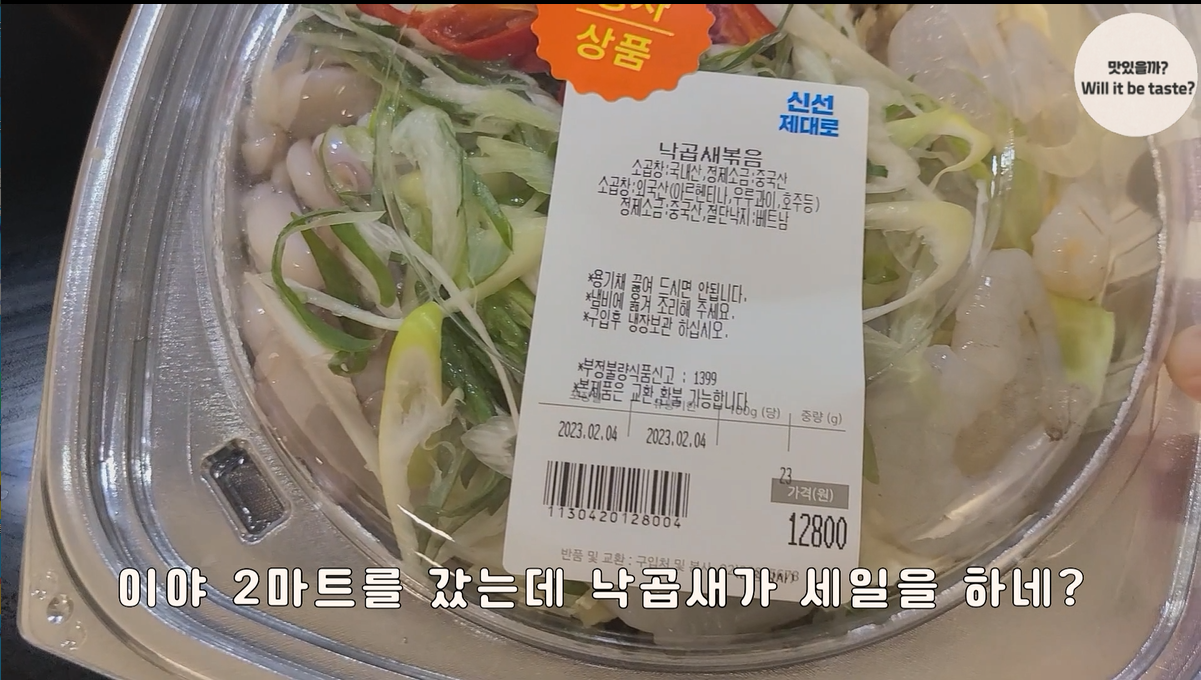 상품
맛있을까?
Will it be taste?
신선
제대로
낙곱새볶음
소곱창:국내산,정제소금:중국산
소곱창:외국산(아르헨티나,우루과이,호주등)
정제소금:중국산,절단낙지:베트남
*용기채 끓여 드시면 안됩니다.
*냄비에 옮겨 조리해 주세요.
*구입후 냉장보관 하십시오.
*부정불량식품신고 : 1399
*본제품은 교환 환불 가능합니다.
100g (당) 중량 (g)
2023.02.04 2023.02.04
23
가격(원)
1130420128004
12800
반품 및 교환 : 구입처 및 본사
이야 2마트를 갔는데 낙곱새가 세일을 하네?